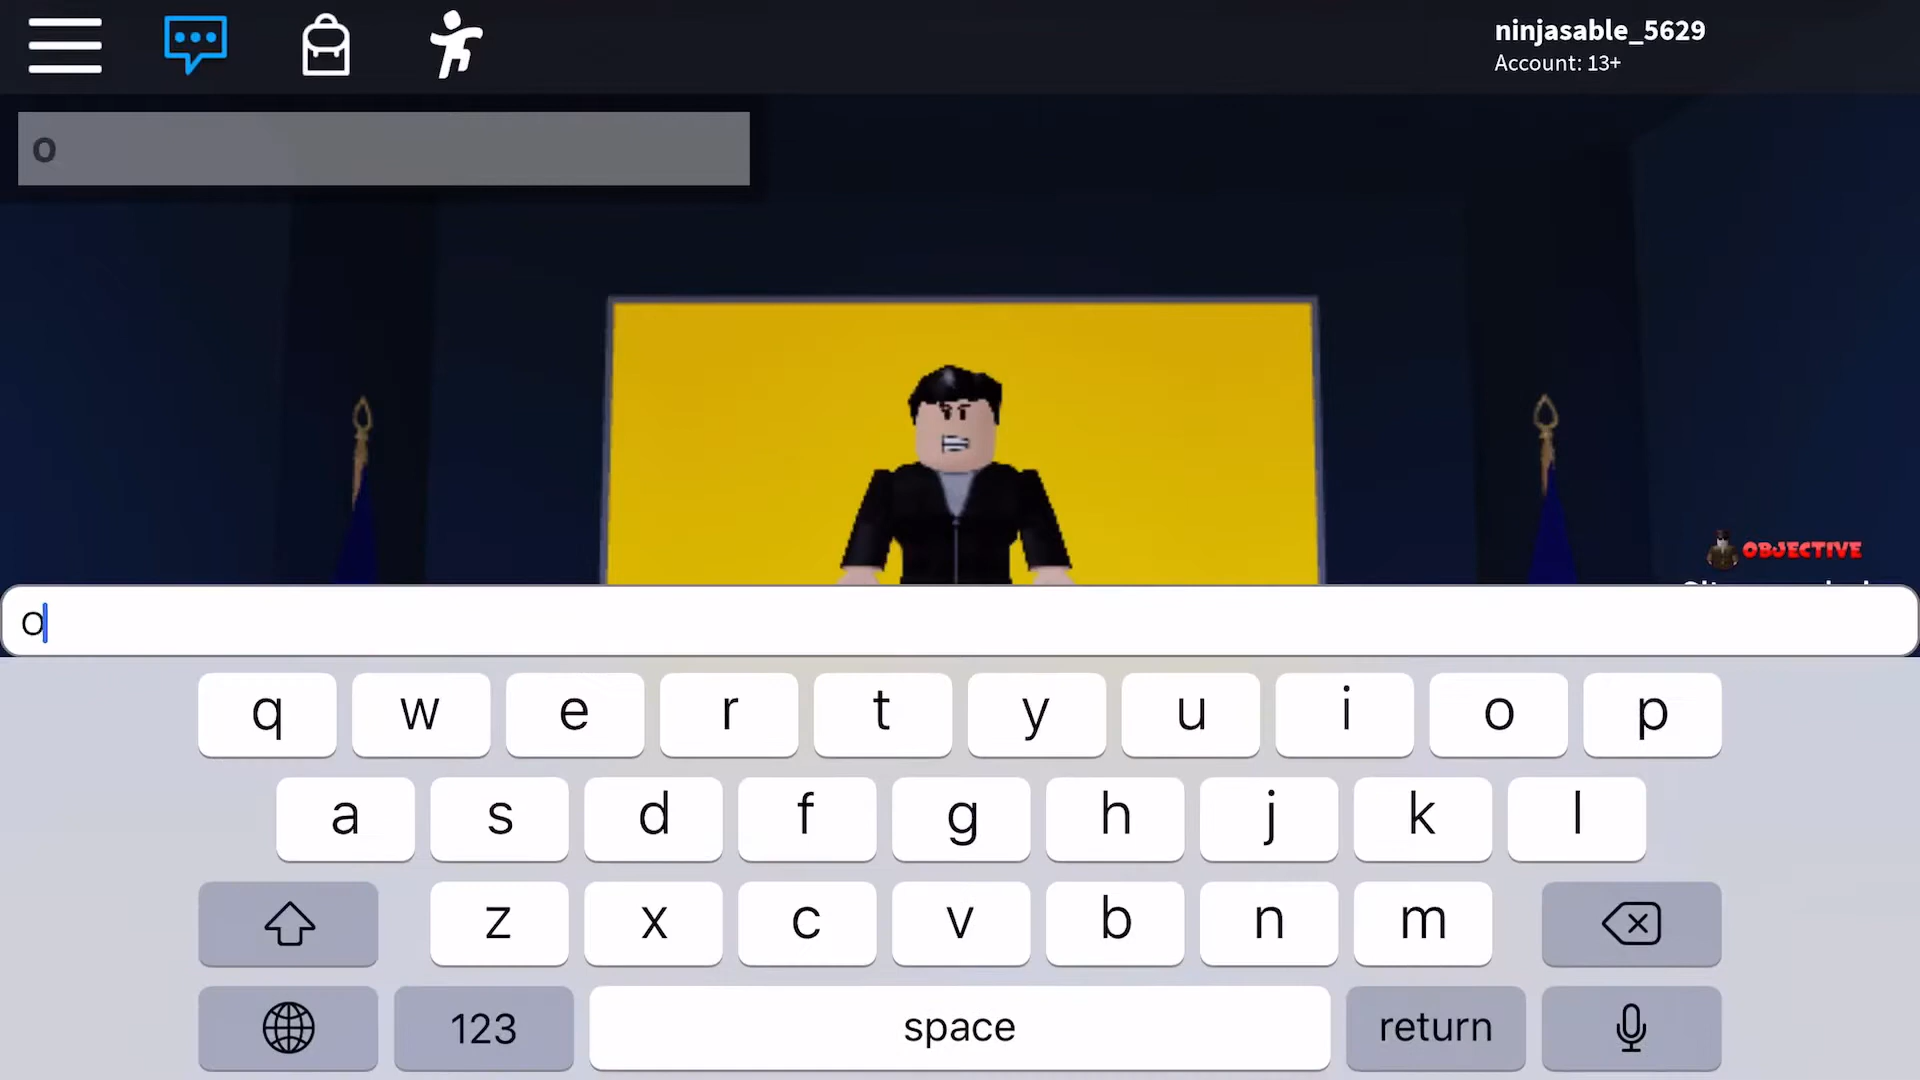 ninjasable_5629
Account: 13+
o
OBJECTIVE
o
q w e r t y u i o p
a s d f g h j k l
z x c v b n m
123 space return